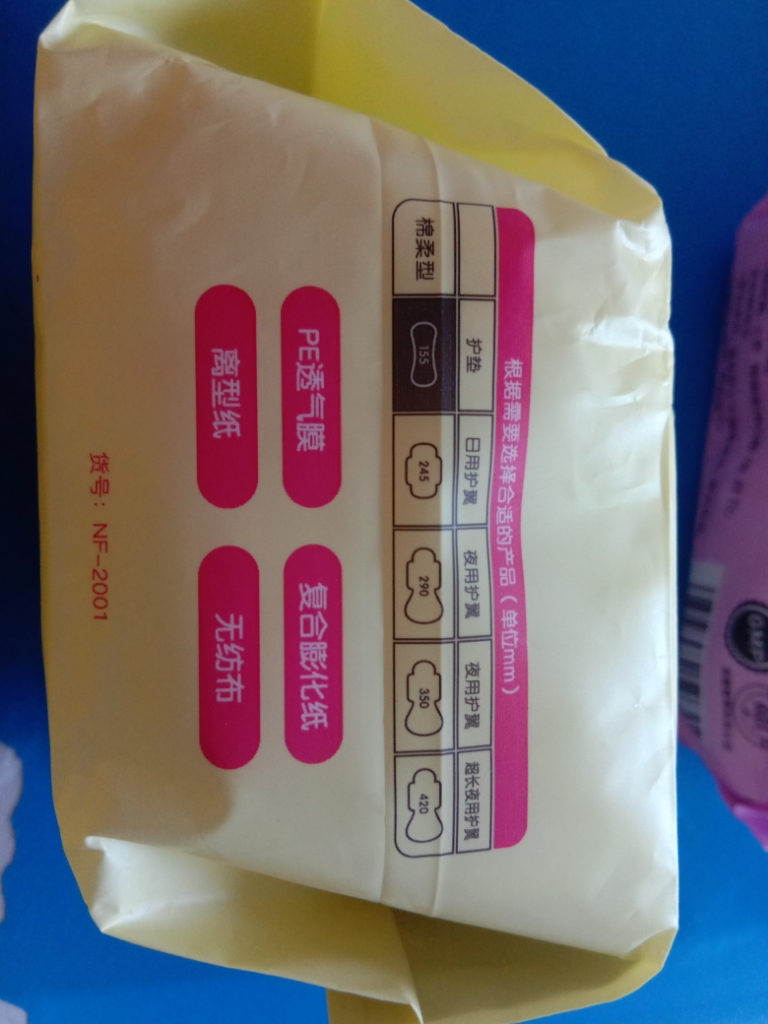 根据需要选择合适的产品（单位mm）
护垫 日用护翼 夜用护翼 夜用护翼 超长夜用护翼
棉柔型 155 245 290 350 420
PE透气膜 复合膨化纸
离型纸 无纺布
货号：NF-2001
GMP